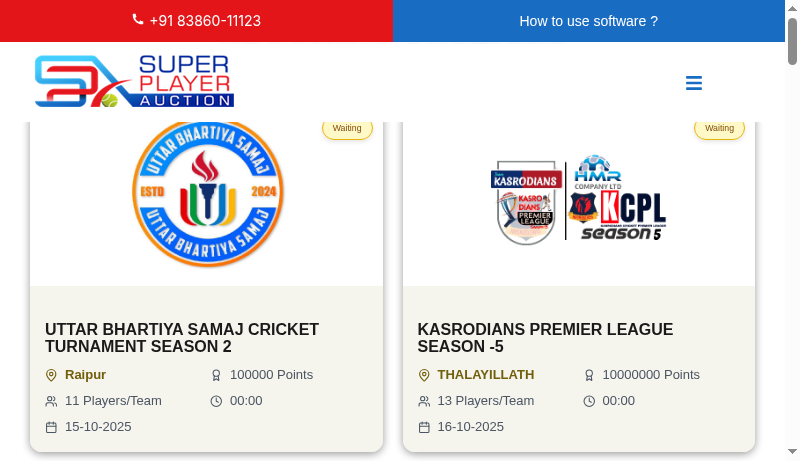 +91 83860-11123
How to use software ?
SUPER
PLAYER
AUCTION
Waiting
Waiting
UTTAR BHARTIYA SAMAJ
ESTD
2024
UTTAR BHARTIYA SAMAJ
KASRODIANS
KASRO
DIANS
PREMIER
LEAGUE
HMR
COMPANY LTD
KCPL
season 5
UTTAR BHARTIYA SAMAJ CRICKET
TURNAMENT SEASON 2
Raipur
100000 Points
11 Players/Team
00:00
15-10-2025
KASRODIANS PREMIER LEAGUE
SEASON -5
THALAYILLATH
10000000 Points
13 Players/Team
00:00
16-10-2025